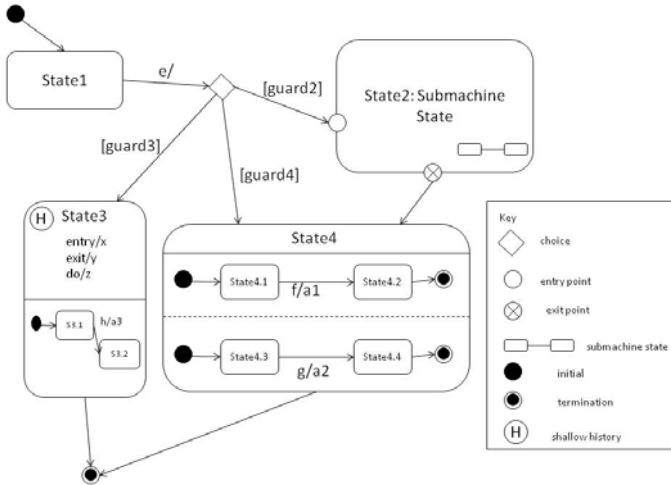 State1
e/
[guard2]
State2: Submachine
State
[guard3]
[guard4]
H
State3
entry/x
exit/y
do/z
S3.1
h/a3
S3.2
State4
State4.1
f/a1
State4.2
State4.3
g/a2
State4.4
Key
choice
entry point
exit point
submachine state
initial
termination
H
shallow history